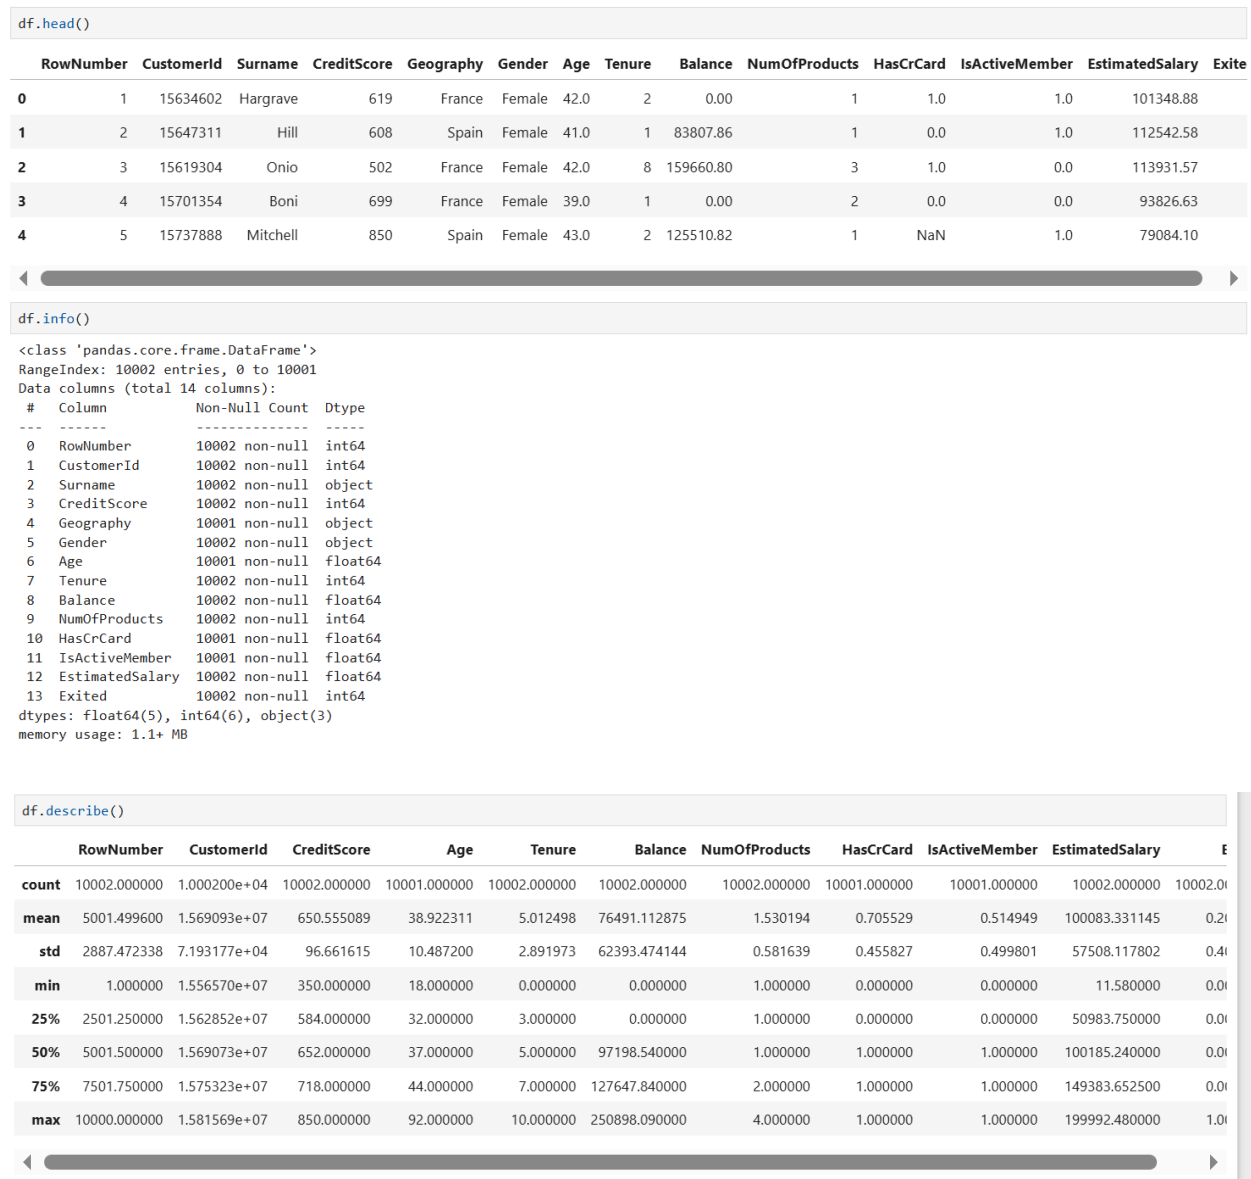 df.head()
RowNumber CustomerId Surname CreditScore Geography Gender Age Tenure Balance NumOfProducts HasCrCard IsActiveMember EstimatedSalary Exite
0 1 15634602 Hargrave 619 France Female 42.0 2 0.00 1 1.0 1.0 101348.88
1 2 15647311 Hill 608 Spain Female 41.0 1 83807.86 1 0.0 1.0 112542.58
2 3 15619304 Onio 502 France Female 42.0 8 159660.80 3 1.0 0.0 113931.57
3 4 15701354 Boni 699 France Female 39.0 1 0.00 2 0.0 0.0 93826.63
4 5 15737888 Mitchell 850 Spain Female 43.0 2 125510.82 1 NaN 1.0 79084.10
df.info()
<class 'pandas.core.frame.DataFrame'>
RangeIndex: 10002 entries, 0 to 10001
Data columns (total 14 columns):
# Column Non-Null Count Dtype
--- ------ -------------- -----
0 RowNumber 10002 non-null int64
1 CustomerId 10002 non-null int64
2 Surname 10002 non-null object
3 CreditScore 10002 non-null int64
4 Geography 10001 non-null object
5 Gender 10002 non-null object
6 Age 10001 non-null float64
7 Tenure 10002 non-null int64
8 Balance 10002 non-null float64
9 NumOfProducts 10002 non-null int64
10 HasCrCard 10001 non-null float64
11 IsActiveMember 10001 non-null float64
12 EstimatedSalary 10002 non-null float64
13 Exited 10002 non-null int64
dtypes: float64(5), int64(6), object(3)
memory usage: 1.1+ MB
df.describe()
RowNumber CustomerId CreditScore Age Tenure Balance NumOfProducts HasCrCard IsActiveMember EstimatedSalary E
count 10002.000000 1.000200e+04 10002.000000 10001.000000 10002.000000 10002.000000 10002.000000 10001.000000 10001.000000 10002.000000 10002.00
mean 5001.499600 1.569093e+07 650.555089 38.922311 5.012498 76491.112875 1.530194 0.705529 0.514949 100083.331145 0.20
std 2887.472338 7.193177e+04 96.661615 10.487200 2.891973 62393.474144 0.581639 0.455827 0.499801 57508.117802 0.40
min 1.000000 1.556570e+07 350.000000 18.000000 0.000000 0.000000 1.000000 0.000000 0.000000 11.580000 0.00
25% 2501.250000 1.562852e+07 584.000000 32.000000 3.000000 0.000000 1.000000 0.000000 0.000000 50983.750000 0.00
50% 5001.500000 1.569073e+07 652.000000 37.000000 5.000000 97198.540000 1.000000 1.000000 1.000000 100185.240000 0.00
75% 7501.750000 1.575323e+07 718.000000 44.000000 7.000000 127647.840000 2.000000 1.000000 1.000000 149383.652500 0.00
max 10000.000000 1.581569e+07 850.000000 92.000000 10.000000 250898.090000 4.000000 1.000000 1.000000 199992.480000 1.00